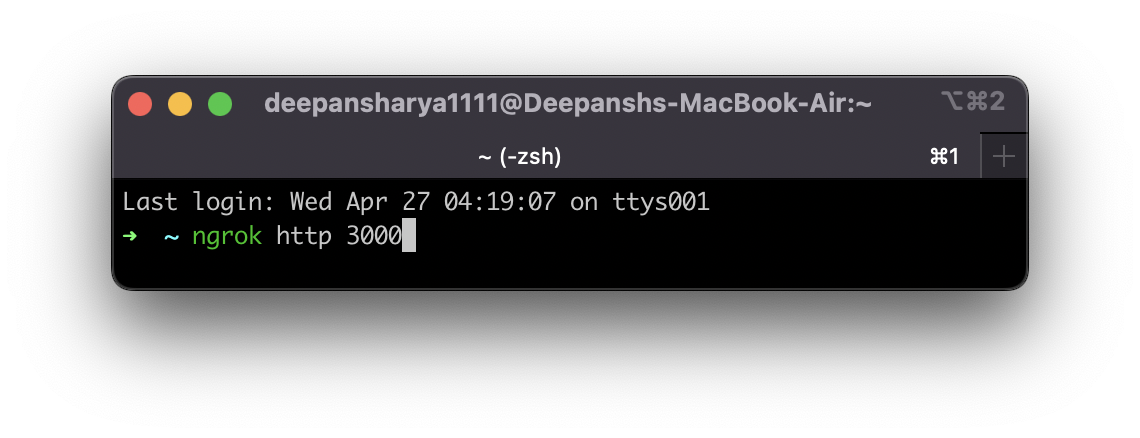 deepansharya1111@Deepanshs-MacBook-Air:~ ⌥⌘2
~ (-zsh) ⌘1
Last login: Wed Apr 27 04:19:07 on ttys001
➜ ~ ngrok http 3000